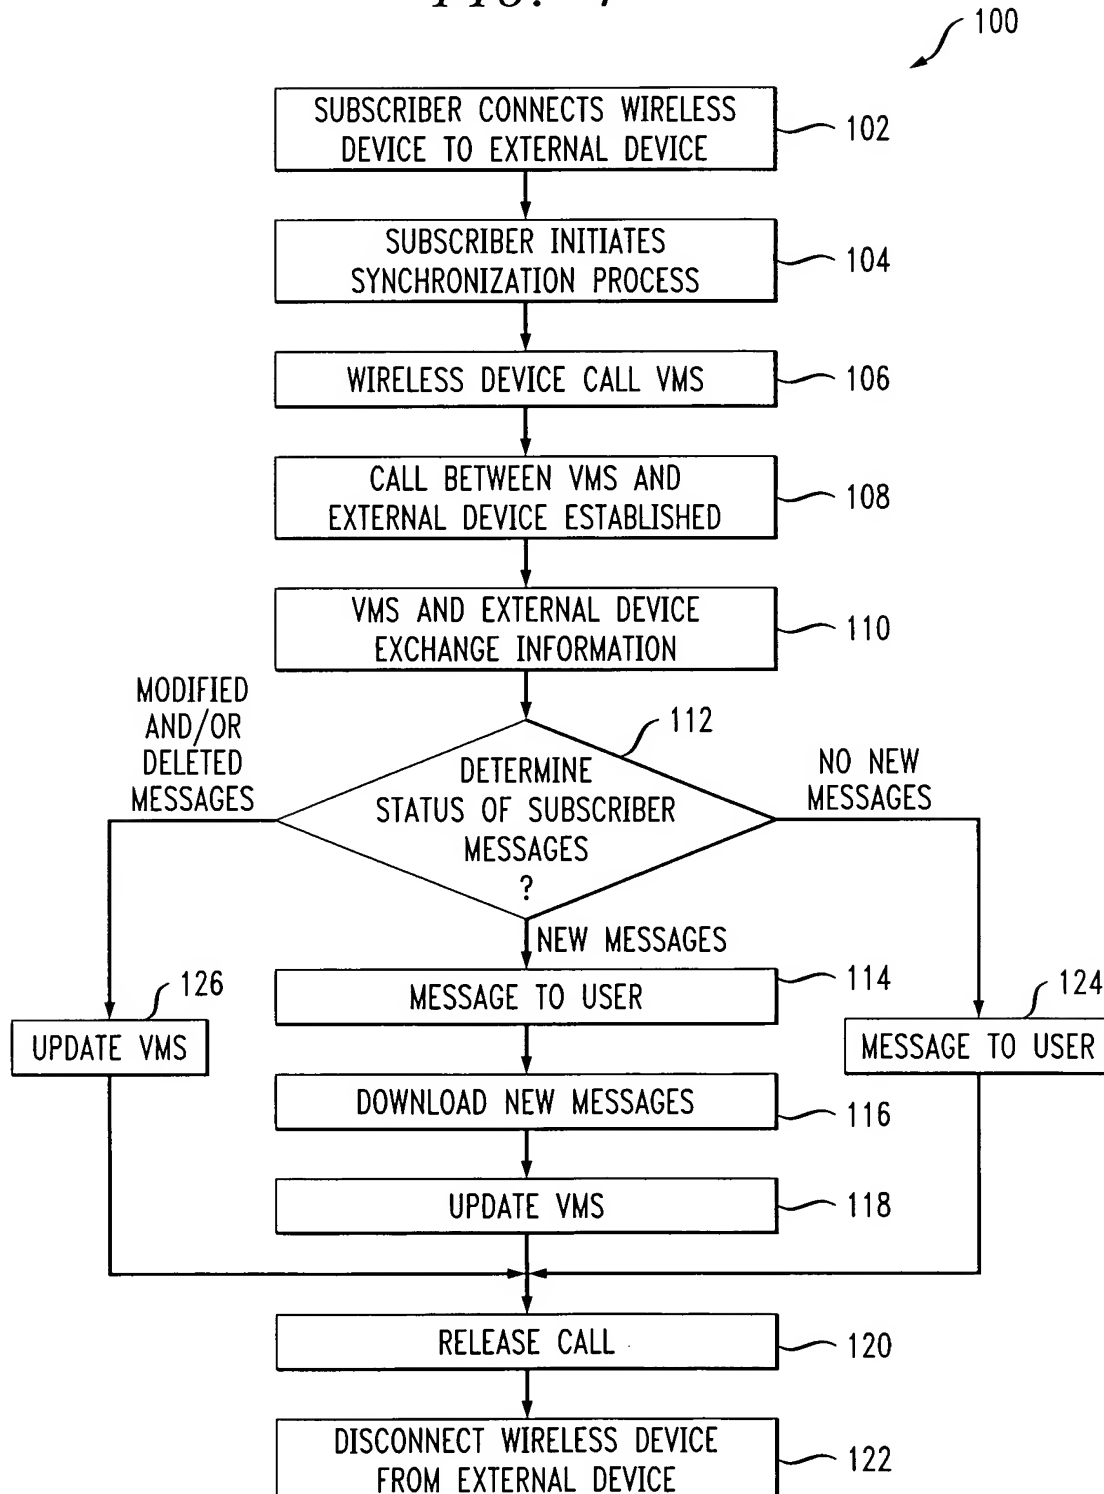 100
SUBSCRIBER CONNECTS WIRELESS
DEVICE TO EXTERNAL DEVICE
102
SUBSCRIBER INITIATES
SYNCHRONIZATION PROCESS
104
WIRELESS DEVICE CALL VMS
106
CALL BETWEEN VMS AND
EXTERNAL DEVICE ESTABLISHED
108
VMS AND EXTERNAL DEVICE
EXCHANGE INFORMATION
110
MODIFIED
AND/OR
DELETED
MESSAGES
112
DETERMINE
STATUS OF SUBSCRIBER
MESSAGES
?
NO NEW
MESSAGES
NEW MESSAGES
126
UPDATE VMS
MESSAGE TO USER
114
124
MESSAGE TO USER
DOWNLOAD NEW MESSAGES
116
UPDATE VMS
118
RELEASE CALL
120
DISCONNECT WIRELESS DEVICE
FROM EXTERNAL DEVICE
122